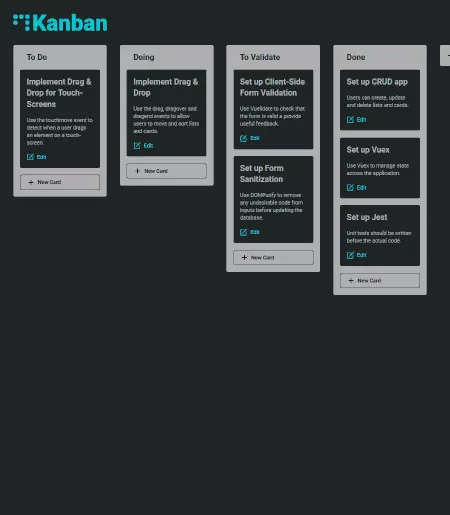 Kanban
To Do
Implement Drag &
Drop for Touch-
Screens
Use the touchmove event to
detect when a user drags
an element on a touch-
screen.
Edit
+ New Card
Doing
Implement Drag &
Drop
Use the drag, dragover and
dragend events to allow
users to move and sort lists
and cards.
Edit
+ New Card
To Validate
Set up Client-Side
Form Validation
Use Vuelidate to check that
the form is valid a provide
useful feedback.
Edit
Set up Form
Sanitization
Use DOMPurify to remove
any undesirable code from
inputs before updating the
database.
Edit
+ New Card
Done
Set up CRUD app
Users can create, update
and delete lists and cards.
Edit
Set up Vuex
Use Vuex to manage state
across the application.
Edit
Set up Jest
Unit tests should be written
before the actual code.
Edit
+ New Card